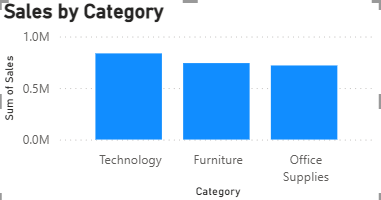 Sales by Category
1.0M
0.5M
0.0M
Sum of Sales
Technology
Furniture
Office
Supplies
Category